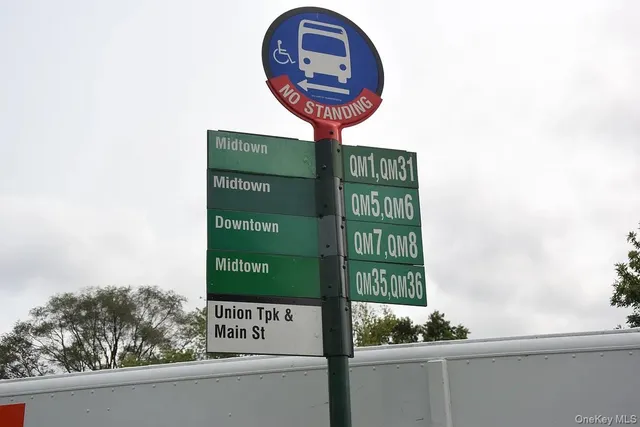 NO STANDING
Midtown QM1,QM31
Midtown QM5,QM6
Downtown QM7,QM8
Midtown QM35,QM36
Union Tpk &
Main St
OneKey MLS